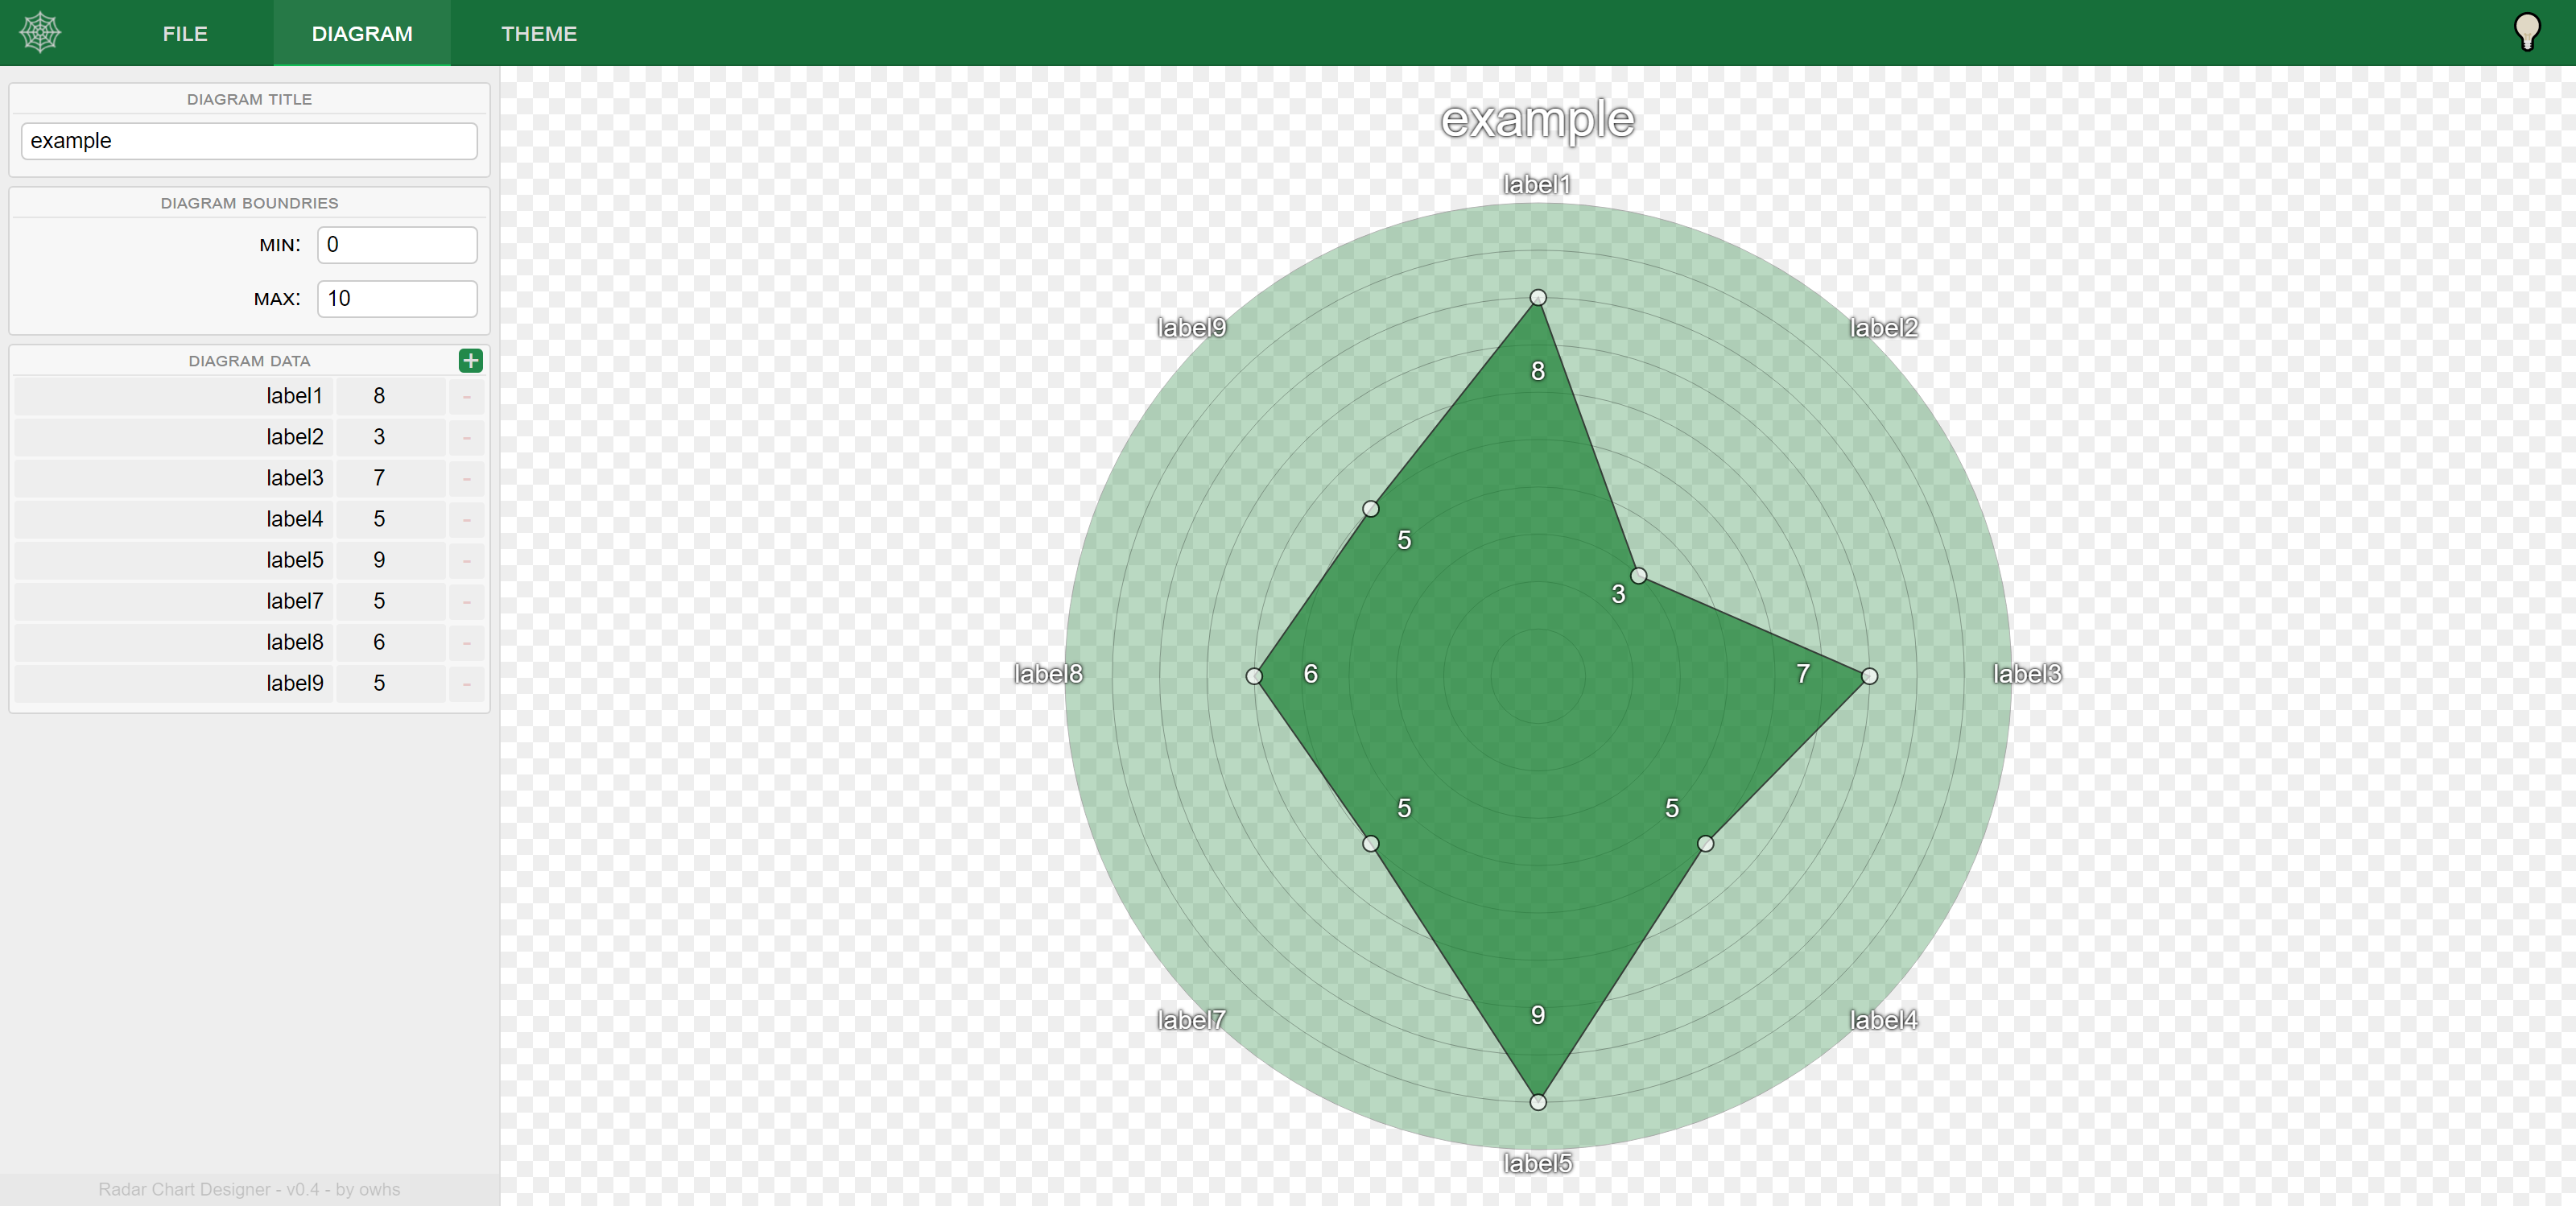 FILE DIAGRAM THEME
DIAGRAM TITLE
example
DIAGRAM BOUNDRIES
MIN: 0
MAX: 10
DIAGRAM DATA +
label1 8 -
label2 3 -
label3 7 -
label4 5 -
label5 9 -
label7 5 -
label8 6 -
label9 5 -
Radar Chart Designer - v0.4 - by owhs
example
label1
label9 label2
8
5
3
label8 6 7 label3
5 5
9
label7 label4
label5